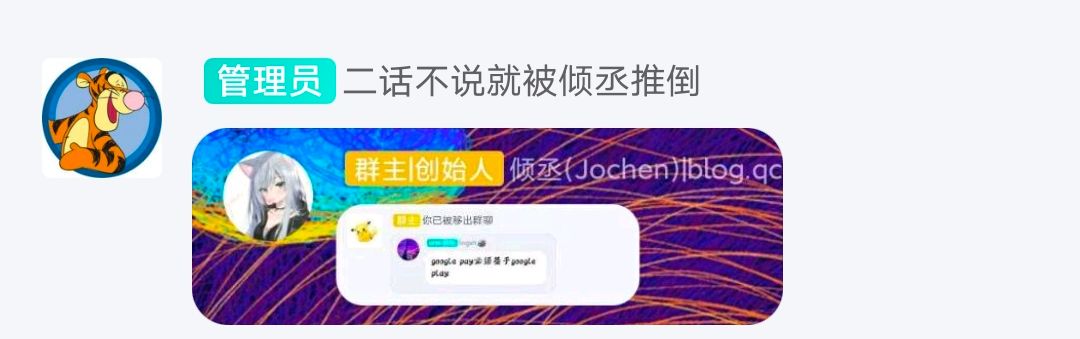 管理员 二话不说就被倾丞推倒
群主|创始人 倾丞(Jochen)|blog.qc
群主 你已被移出群聊
google pay必须基于google
play